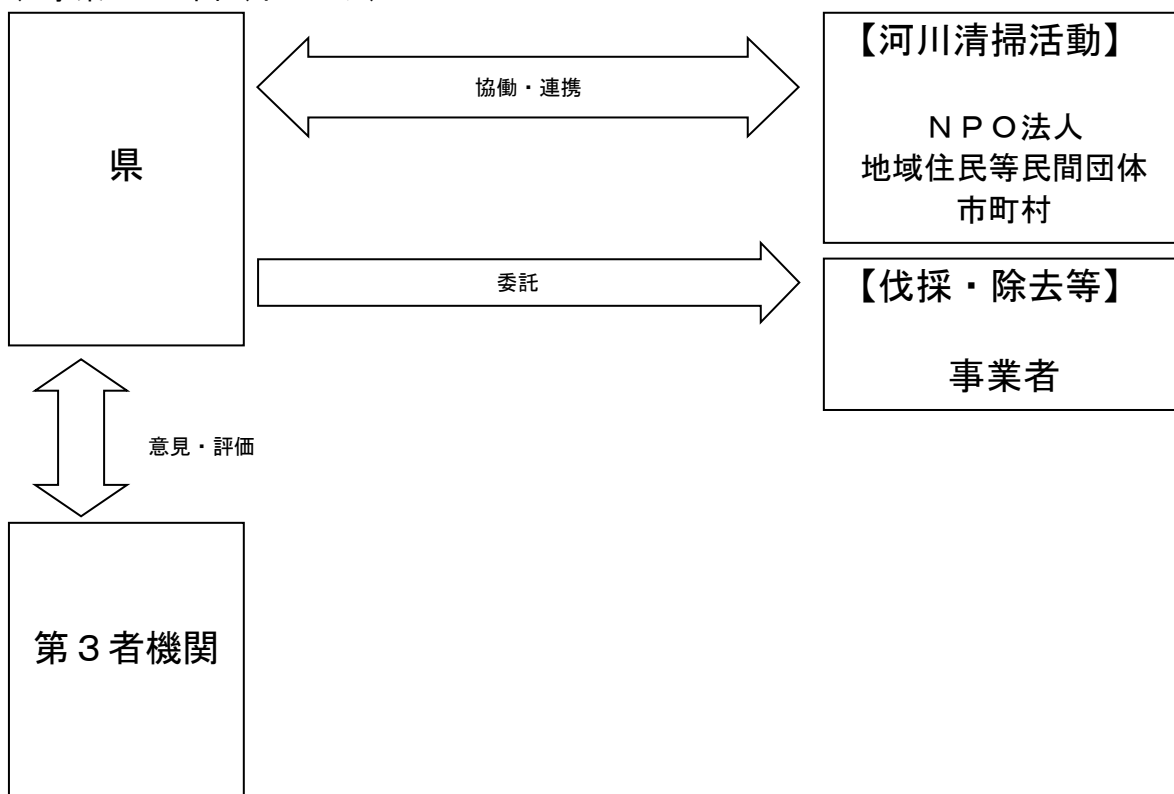 県
協働・連携
【河川清掃活動】
ＮＰＯ法人
地域住民等民間団体
市町村
委託
【伐採・除去等】
事業者
意見・評価
第３者機関